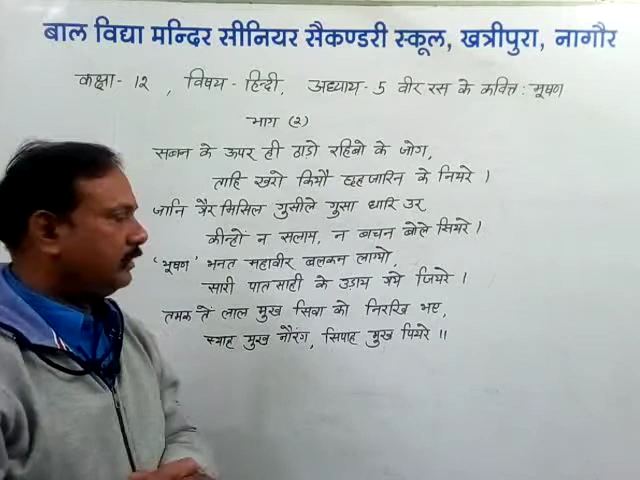 बाल विद्या मन्दिर सीनियर सैकण्डरी स्कूल, खत्रीपुरा, नागौर
कक्षा - 12 , विषय - हिन्दी, अध्याय - 5 वीर रस के कवित्त : भूषण
भाग (2)
सबन के ऊपर ही ठाडो रहिबो के जोग,
ताहि खरो कियौ छहजारिन के नियरे ।
जानि गैर मिसिल गुसीले गुसा धारि उर
कीन्हों न सलाम, न बचन बोले सियरे ।
'भूषण' भनत महावीर बलकन लाग्यो,
सारी पातसाही के उड़ाय गये जियरे ।
तमक ते लाल मुख सिवा को निरखि भए,
स्याह मुख नौरंग, सिपाह मुख पियरे ॥